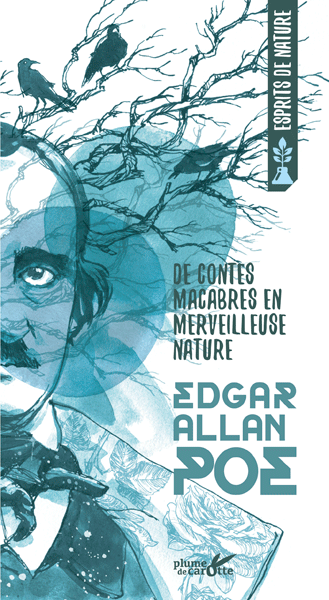 ESPRITS DE NATURE
DE CONTES
MACABRES EN
MERVEILLEUSE
NATURE
EDGAR
ALLAN
POE
plume
de carotte